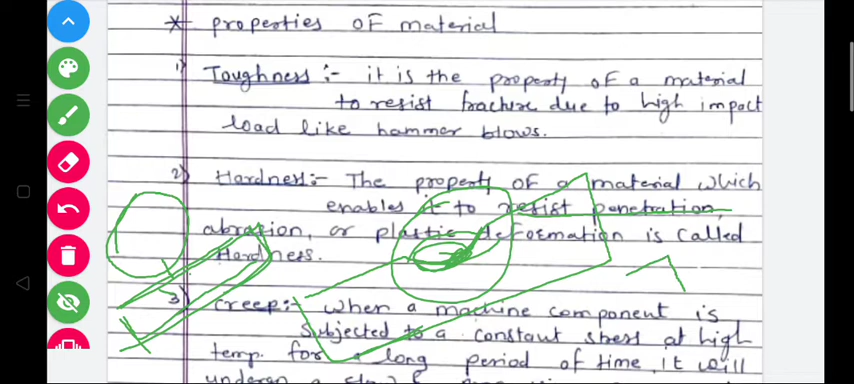 * properties of material
1) Toughness :- it is the property of a material
to resist fracture due to high impact
load like hammer blows.
2) Hardness:- The property of a material which
enables it to resist penetration,
abrasion, or plastic deformation is called
Hardness.
3) Creep:- When a machine component is
subjected to a constant stress at high
temp. for a long period of time, it will
undergo a slow &